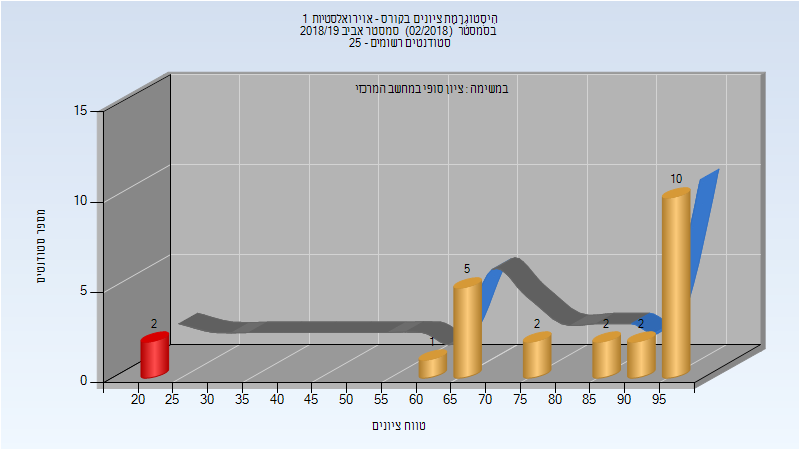 היסטוגרמת ציונים בקורס - אוירואלסטיות 1
בסמסטר (02/2018) סמסטר אביב 2018/19
סטודנטים רשומים - 25
במשימה : ציון סופי במחשב המרכזי
מספר סטודנטים
15
10
5
0
2
1
5
2
2
2
10
20 25 30 35 40 45 50 55 60 65 70 75 80 85 90 95
טווח ציונים